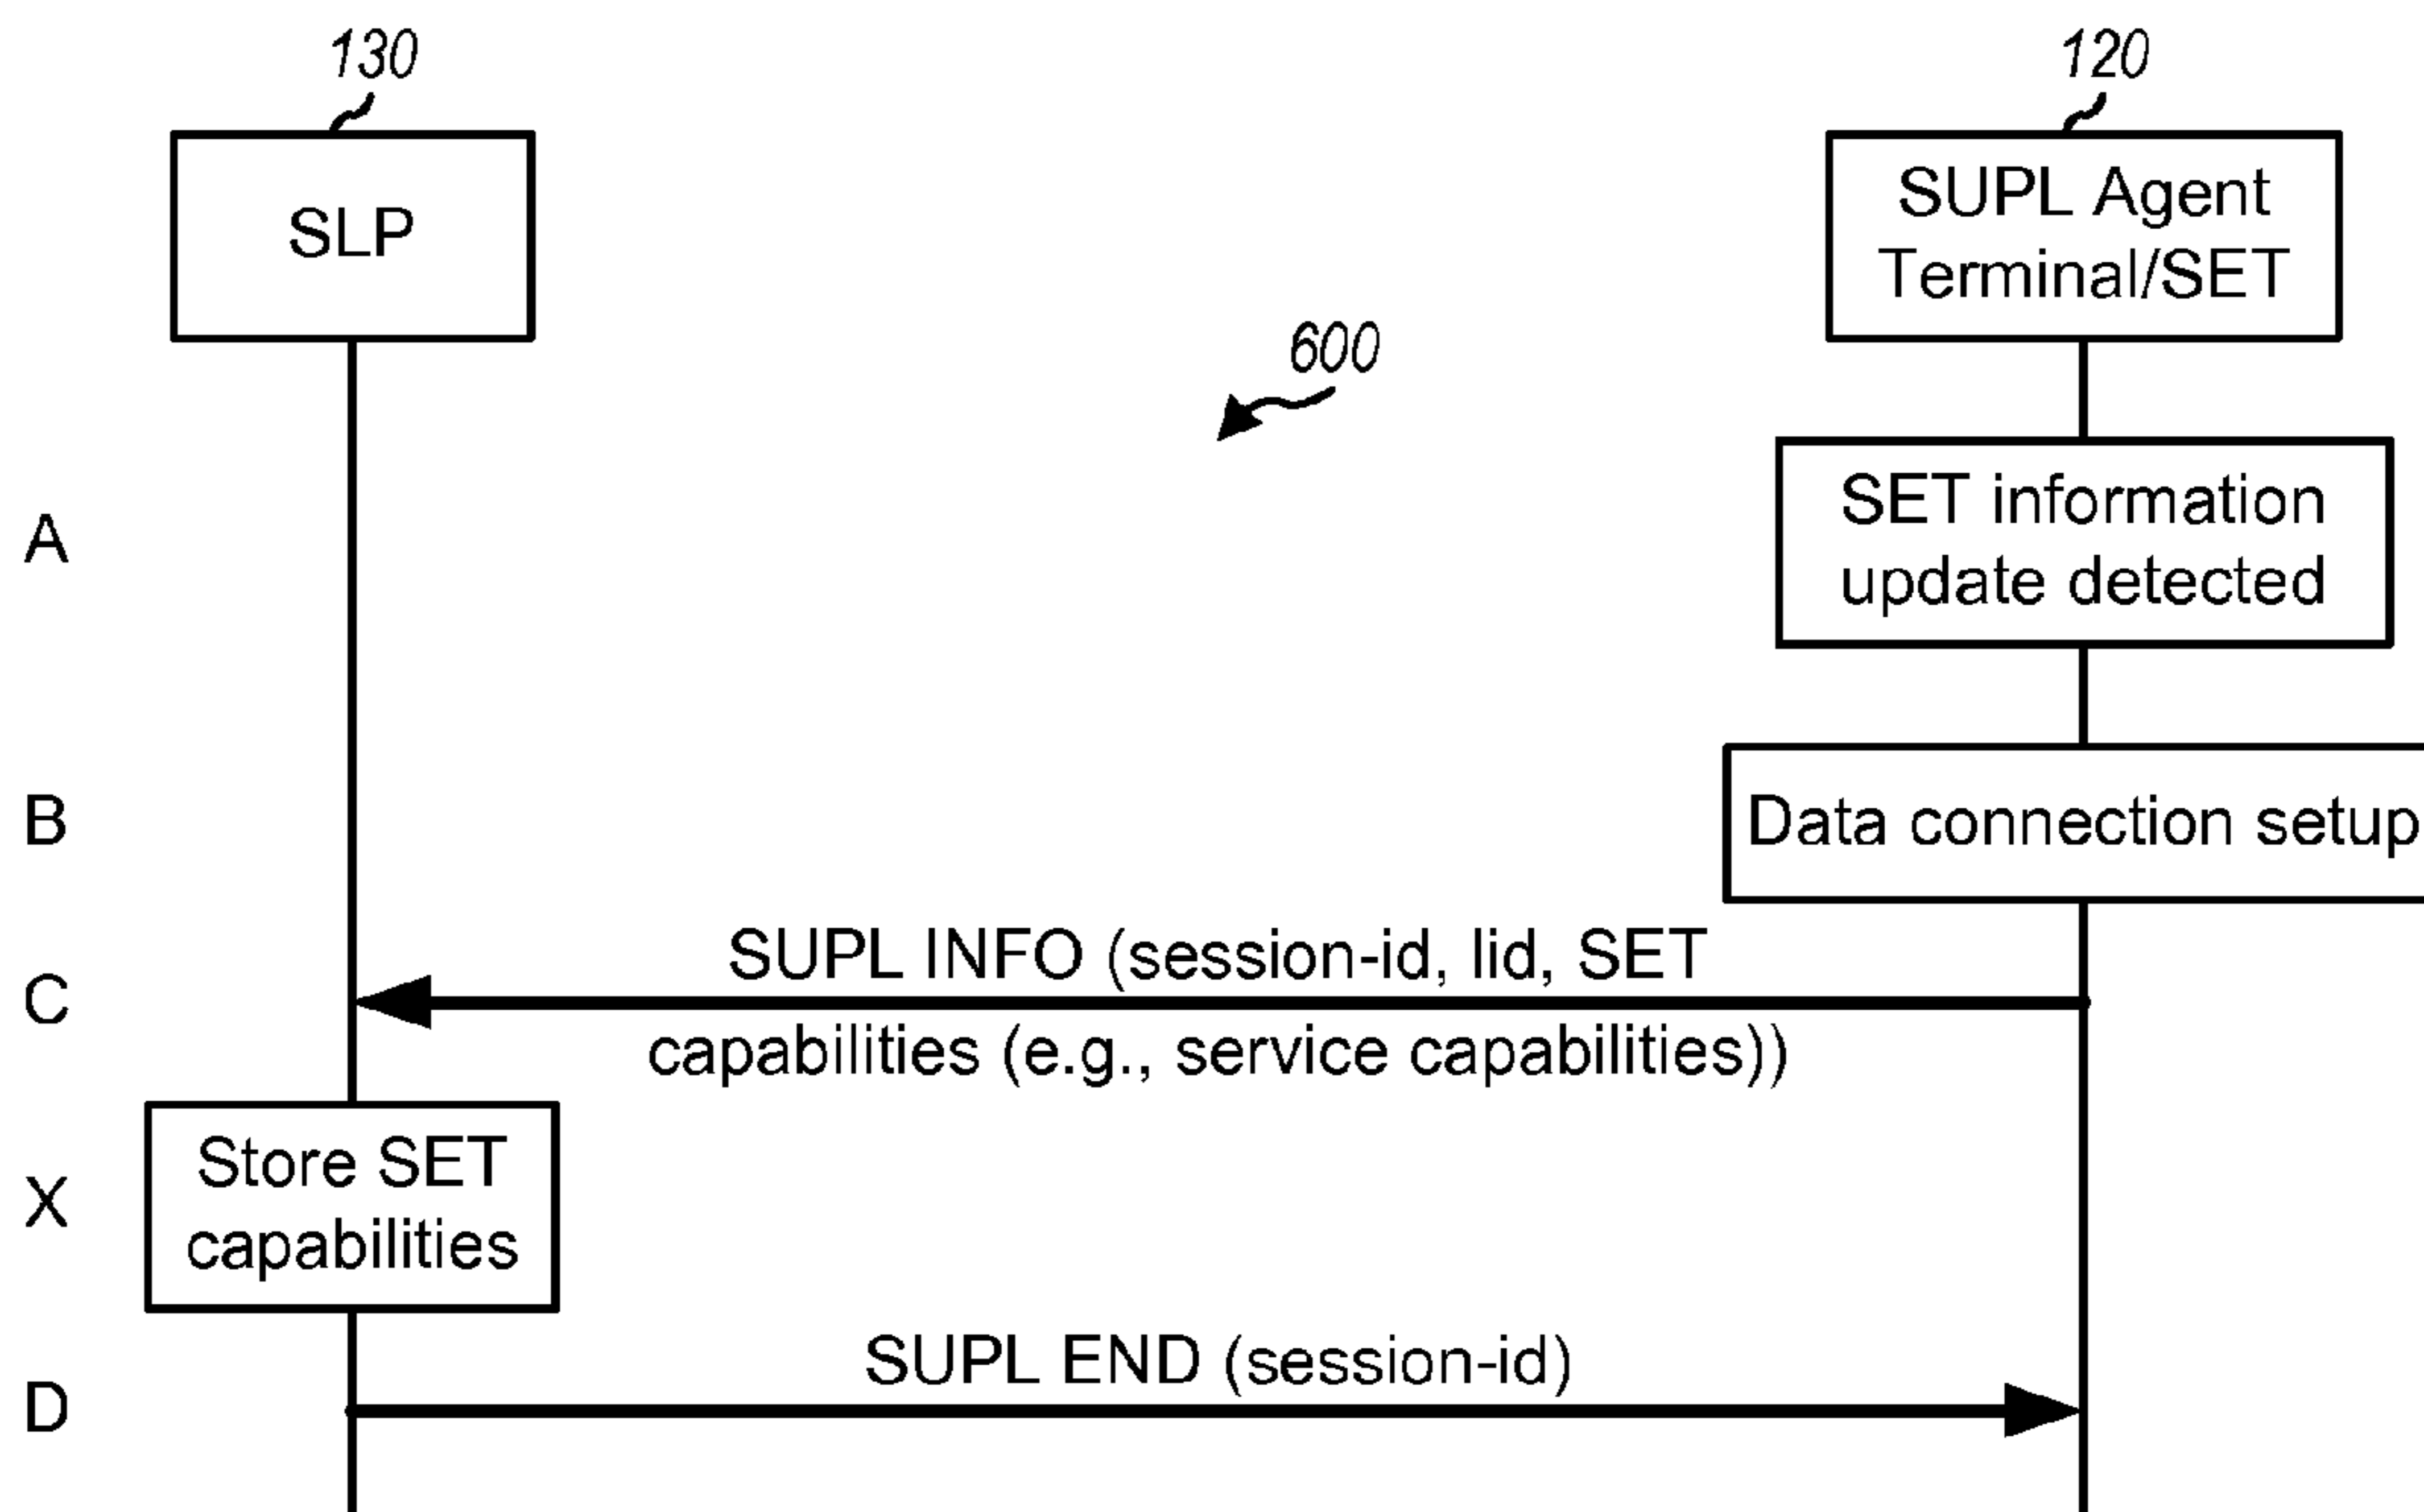 130
120
SLP
SUPL Agent
Terminal/SET
600
A
SET information
update detected
B
Data connection setup
C
SUPL INFO (session-id, lid, SET
capabilities (e.g., service capabilities))
X
Store SET
capabilities
D
SUPL END (session-id)